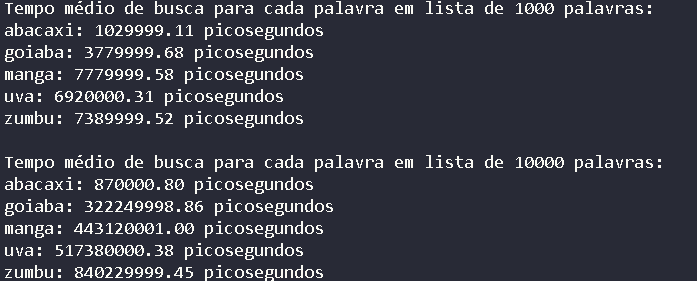 Tempo médio de busca para cada palavra em lista de 1000 palavras:
abacaxi: 1029999.11 picosegundos
goiaba: 3779999.68 picosegundos
manga: 7779999.58 picosegundos
uva: 6920000.31 picosegundos
zumbu: 7389999.52 picosegundos
Tempo médio de busca para cada palavra em lista de 10000 palavras:
abacaxi: 870000.80 picosegundos
goiaba: 322249998.86 picosegundos
manga: 443120001.00 picosegundos
uva: 517380000.38 picosegundos
zumbu: 840229999.45 picosegundos